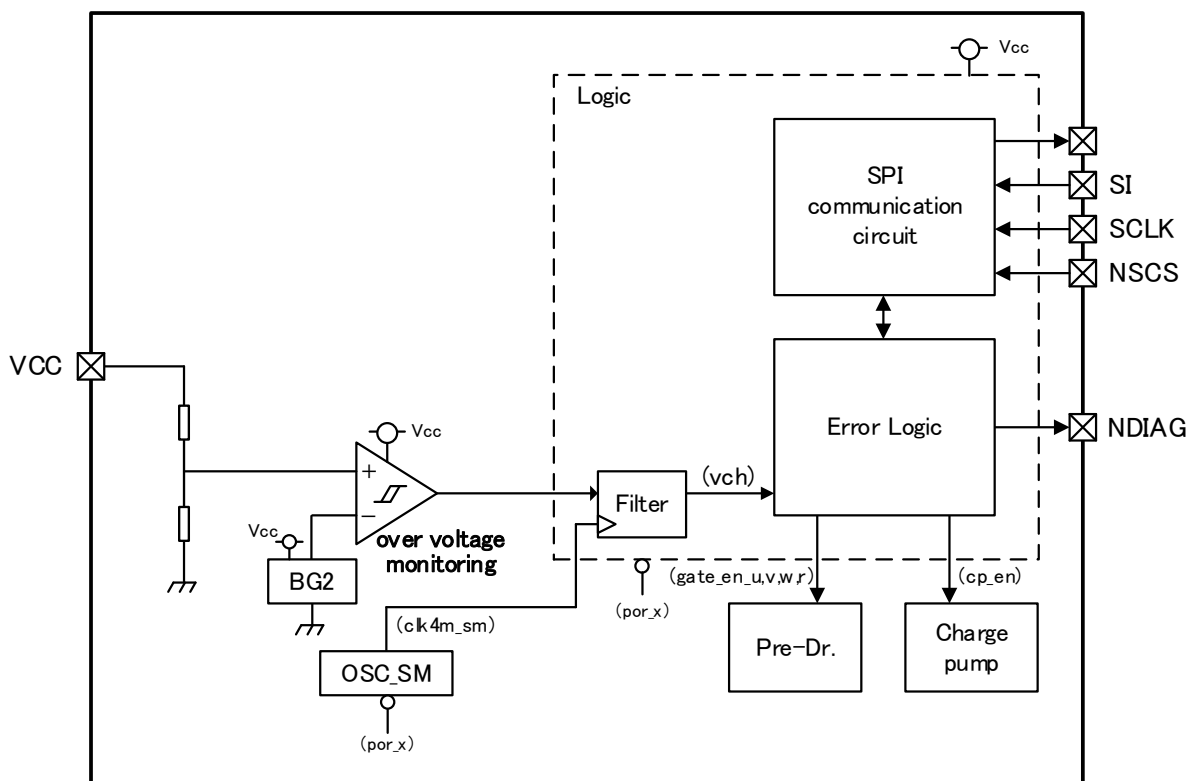 Vcc
Logic
SPI
communication
circuit
SI
SCLK
NSCS
VCC
Vcc
+
−
Error Logic
NDIAG
(vch)
Filter
over voltage
monitoring
Vcc
BG2
(por_x)
(gate_en_u,v,w,r)
(cp_en)
(clk4m_sm)
OSC_SM
(por_x)
Pre-Dr.
Charge
pump